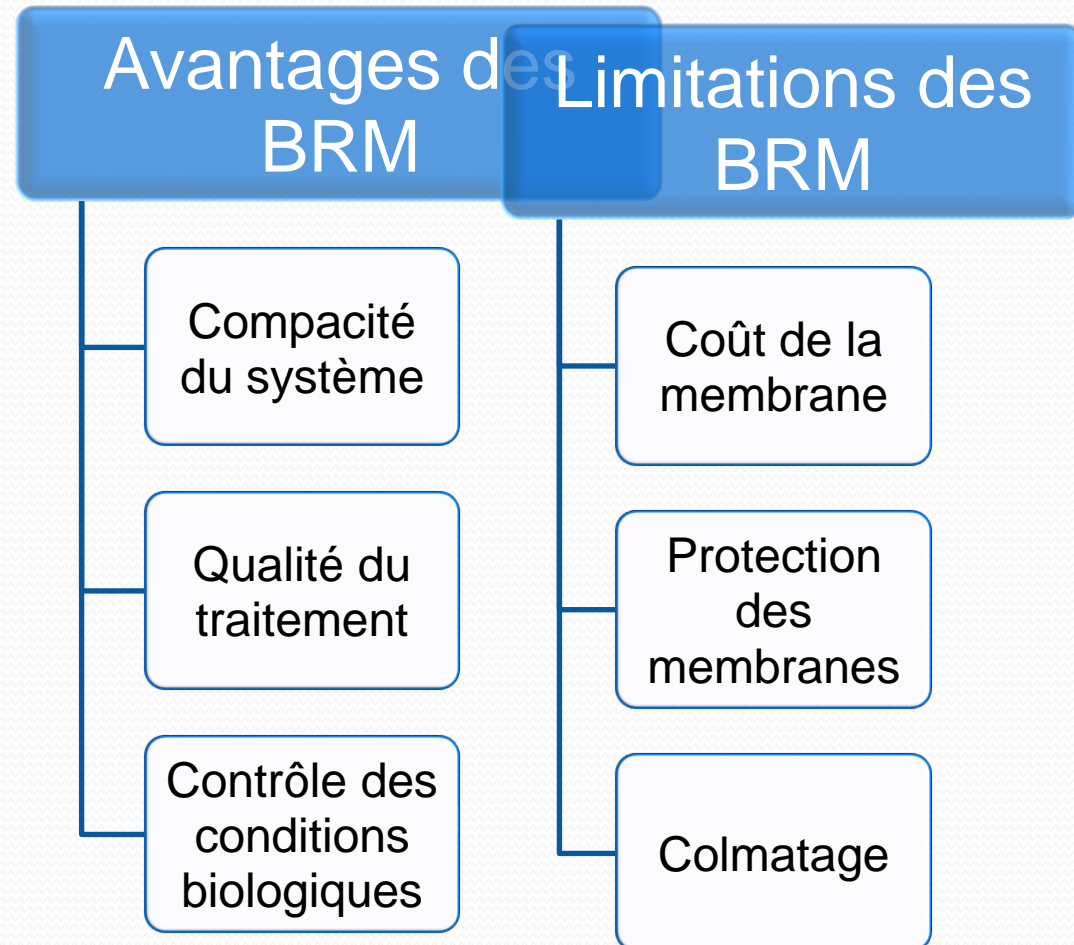 Avantages des
BRM
Compacité
du système
Qualité du
traitement
Contrôle des
conditions
biologiques
Limitations des
BRM
Coût de la
membrane
Protection
des
membranes
Colmatage